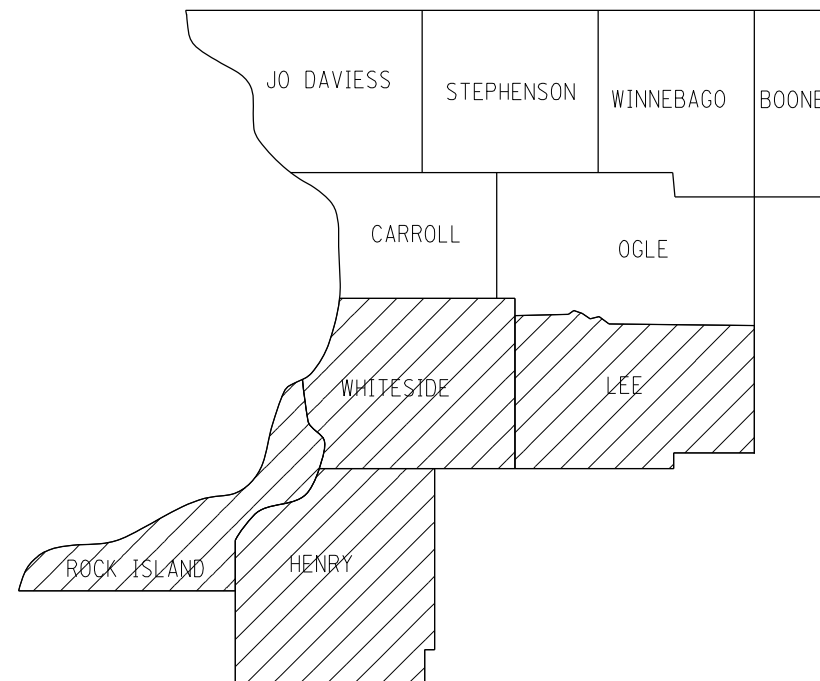 JO DAVIESS
STEPHENSON
WINNEBAGO
BOONE
CARROLL
OGLE
WHITESIDE
LEE
ROCK ISLAND
HENRY